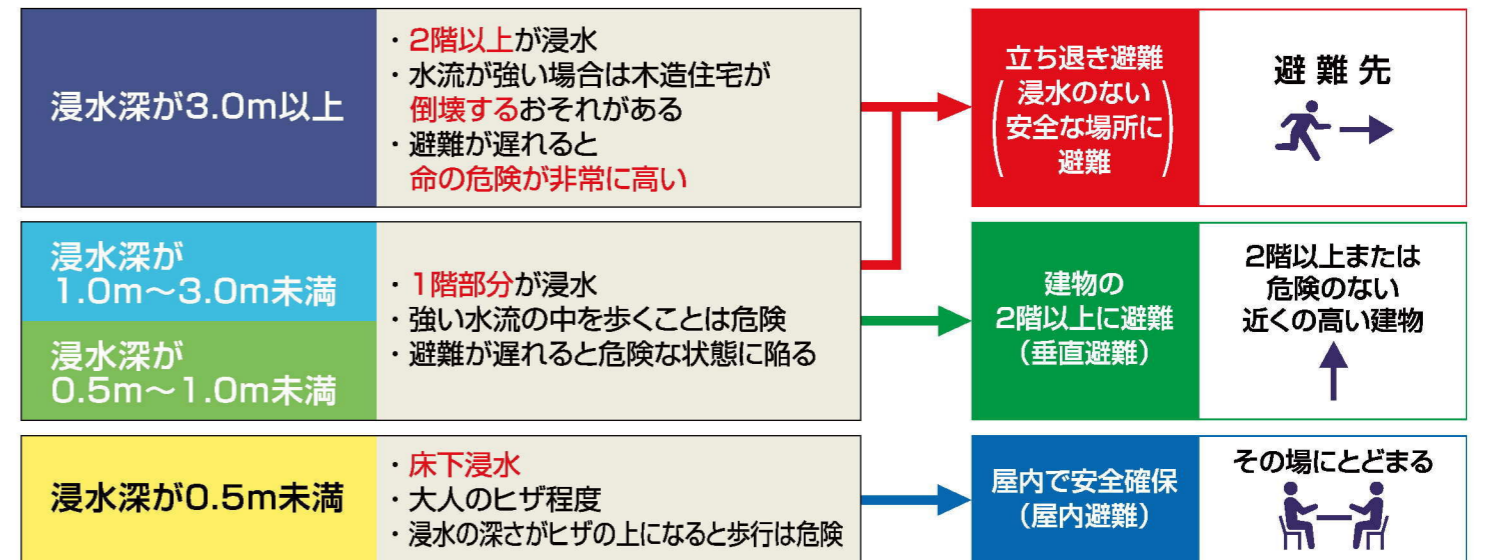 浸水深が3.0m以上
・2階以上が浸水
・水流が強い場合は木造住宅が
倒壊するおそれがある
・避難が遅れると
命の危険が非常に高い
立ち退き避難
(浸水のない
安全な場所に
避難)
避難先
浸水深が
1.0m～3.0m未満
浸水深が
0.5m～1.0m未満
・1階部分が浸水
・強い水流の中を歩くことは危険
・避難が遅れると危険な状態に陥る
建物の
2階以上に避難
(垂直避難)
2階以上または
危険のない
近くの高い建物
浸水深が0.5m未満
・床下浸水
・大人のヒザ程度
・浸水の深さがヒザの上になると歩行は危険
屋内で安全確保
(屋内避難)
その場にとどまる